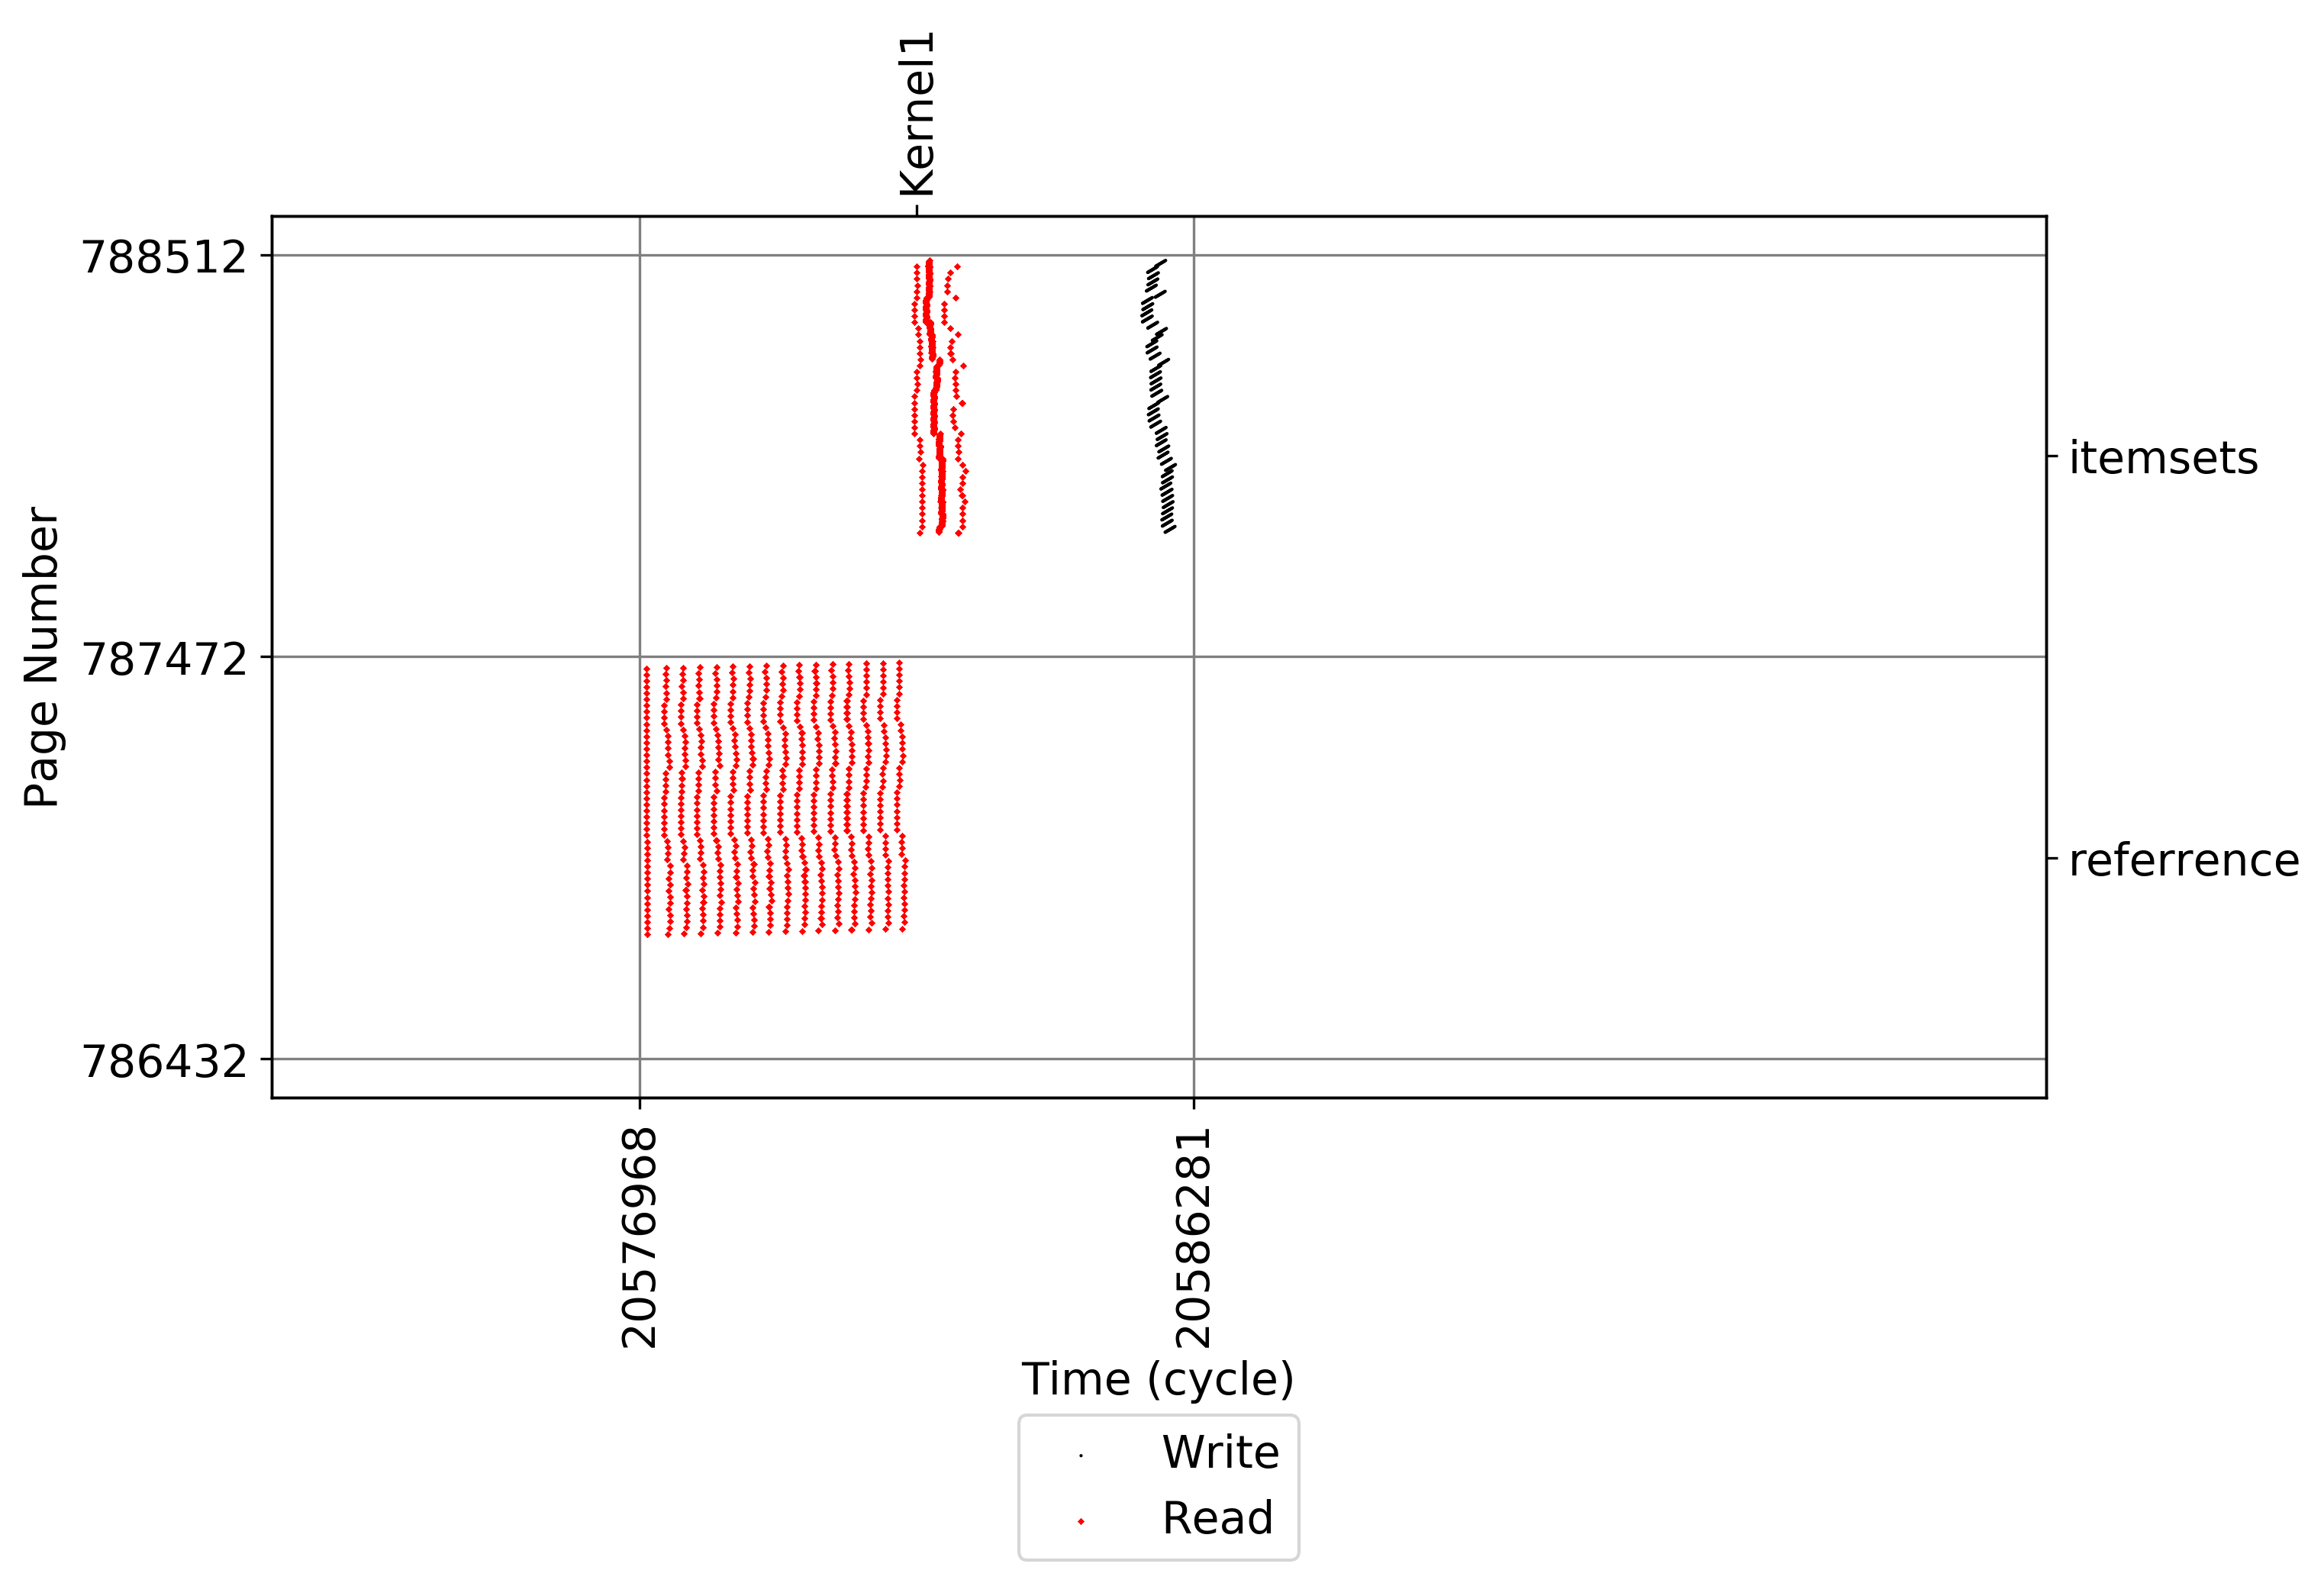 Kernel1
788512
787472
786432
Page Number
itemsets
referrence
20576968
20586281
Time (cycle)
Write
Read